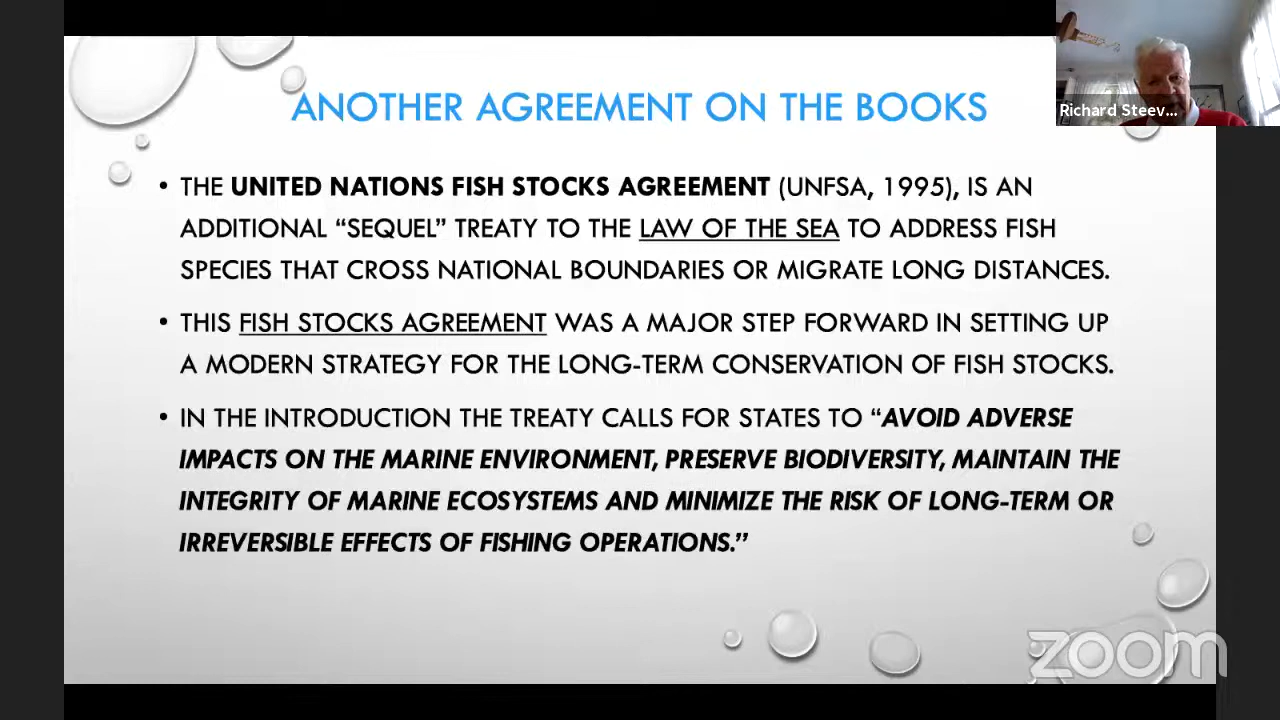 ANOTHER AGREEMENT ON THE BOOKS
Richard Steev...
• THE UNITED NATIONS FISH STOCKS AGREEMENT (UNFSA, 1995), IS AN
ADDITIONAL “SEQUEL” TREATY TO THE LAW OF THE SEA TO ADDRESS FISH
SPECIES THAT CROSS NATIONAL BOUNDARIES OR MIGRATE LONG DISTANCES.
• THIS FISH STOCKS AGREEMENT WAS A MAJOR STEP FORWARD IN SETTING UP
A MODERN STRATEGY FOR THE LONG-TERM CONSERVATION OF FISH STOCKS.
• IN THE INTRODUCTION THE TREATY CALLS FOR STATES TO “AVOID ADVERSE
IMPACTS ON THE MARINE ENVIRONMENT, PRESERVE BIODIVERSITY, MAINTAIN THE
INTEGRITY OF MARINE ECOSYSTEMS AND MINIMIZE THE RISK OF LONG-TERM OR
IRREVERSIBLE EFFECTS OF FISHING OPERATIONS.”
zoom